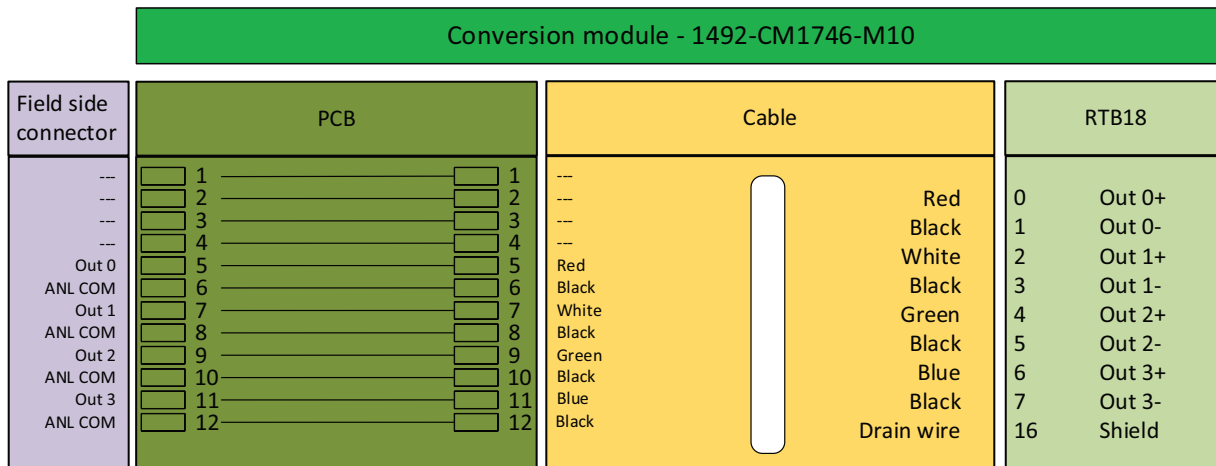 Conversion module - 1492-CM1746-M10
Field side connector PCB Cable RTB18
--- 1 1 ---
--- 2 2 --- Red 0 Out 0+
--- 3 3 --- Black 1 Out 0-
--- 4 4 --- White 2 Out 1+
Out 0 5 5 Red Black 3 Out 1-
ANL COM 6 6 Black Green 4 Out 2+
Out 1 7 7 White Black 5 Out 2-
ANL COM 8 8 Black Blue 6 Out 3+
Out 2 9 9 Green Black 7 Out 3-
ANL COM 10 10 Black Drain wire 16 Shield
Out 3 11 11 Blue
ANL COM 12 12 Black